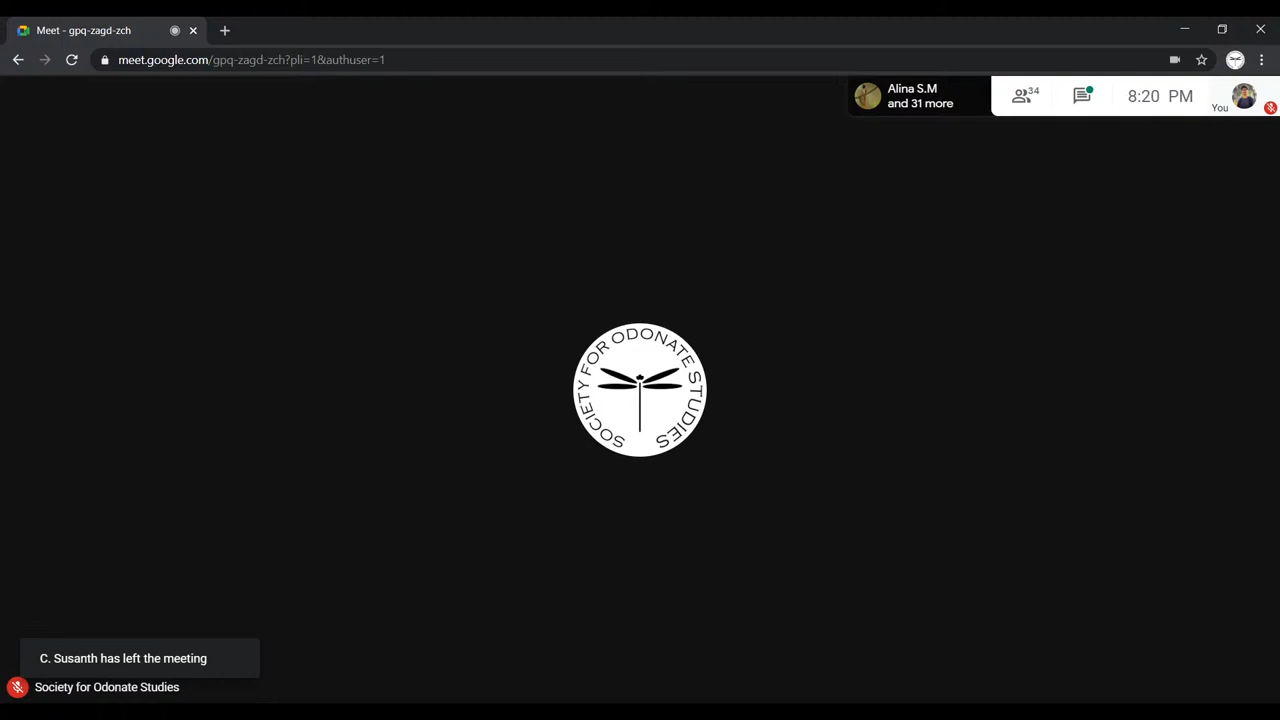 Meet - gpq-zagd-zch
meet.google.com/gpq-zagd-zch?pli=1&authuser=1
Alina S.M
and 31 more
34
8:20 PM
You
SOCIETY FOR ODONATE STUDIES
C. Susanth has left the meeting
Society for Odonate Studies